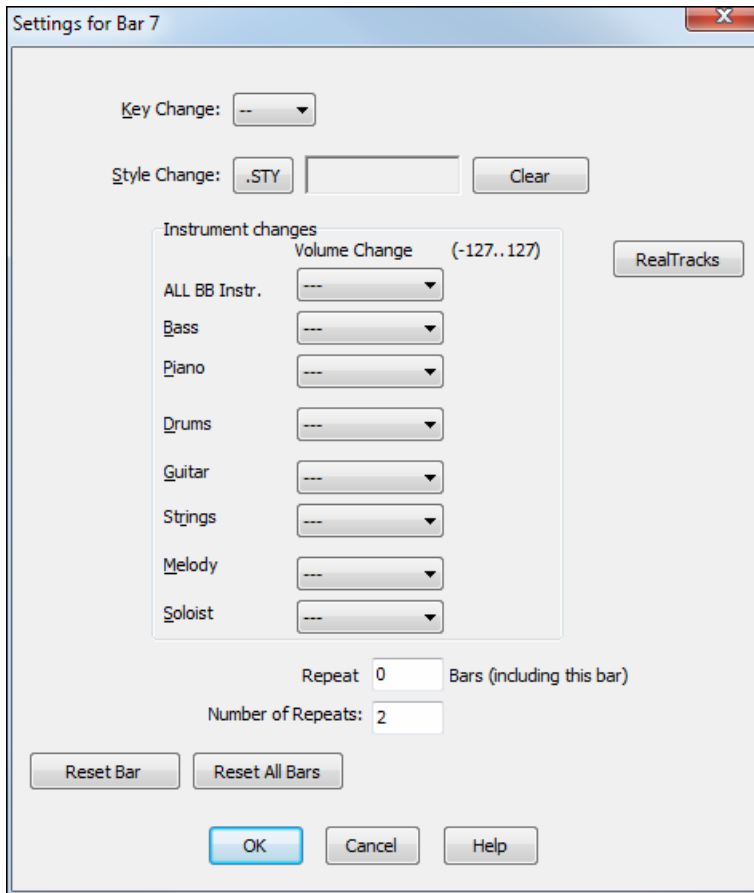 Settings for Bar 7
Key Change: --
Style Change: .STY Clear
Instrument changes
Volume Change (-127..127)
RealTracks
ALL BB Instr. ---
Bass ---
Piano ---
Drums ---
Guitar ---
Strings ---
Melody ---
Soloist ---
Repeat 0 Bars (including this bar)
Number of Repeats: 2
Reset Bar Reset All Bars
OK Cancel Help